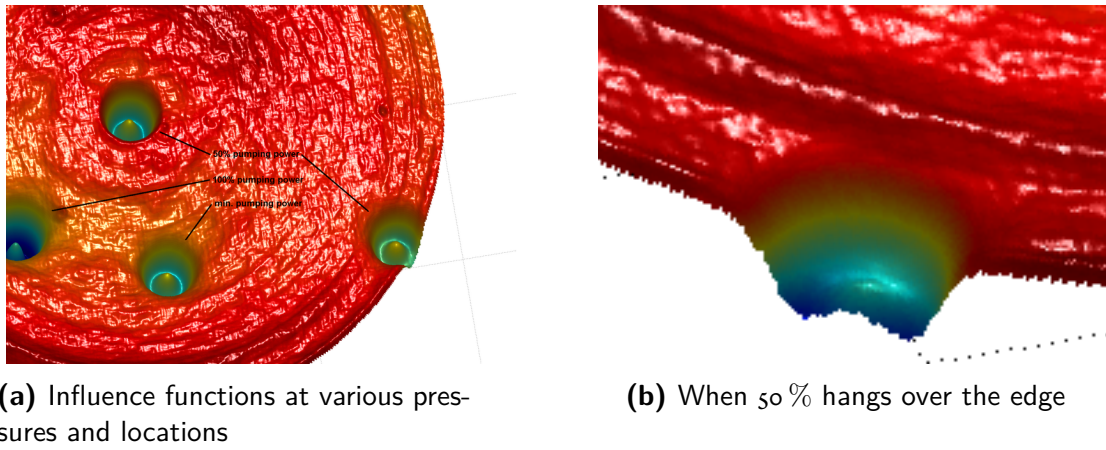 50% pumping power
100% pumping power
min. pumping power
(a) Influence functions at various pres-
sures and locations
(b) When 50 % hangs over the edge